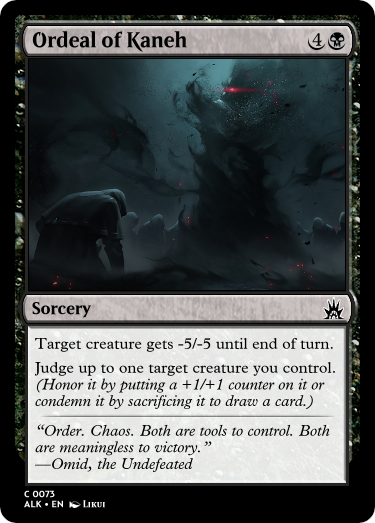 Ordeal of Kaneh
4
Sorcery
Target creature gets -5/-5 until end of turn.
Judge up to one target creature you control.
(Honor it by putting a +1/+1 counter on it or
condemn it by sacrificing it to draw a card.)
“Order. Chaos. Both are tools to control. Both
are meaningless to victory.”
—Omid, the Undefeated
C 0073
ALK • EN Likui